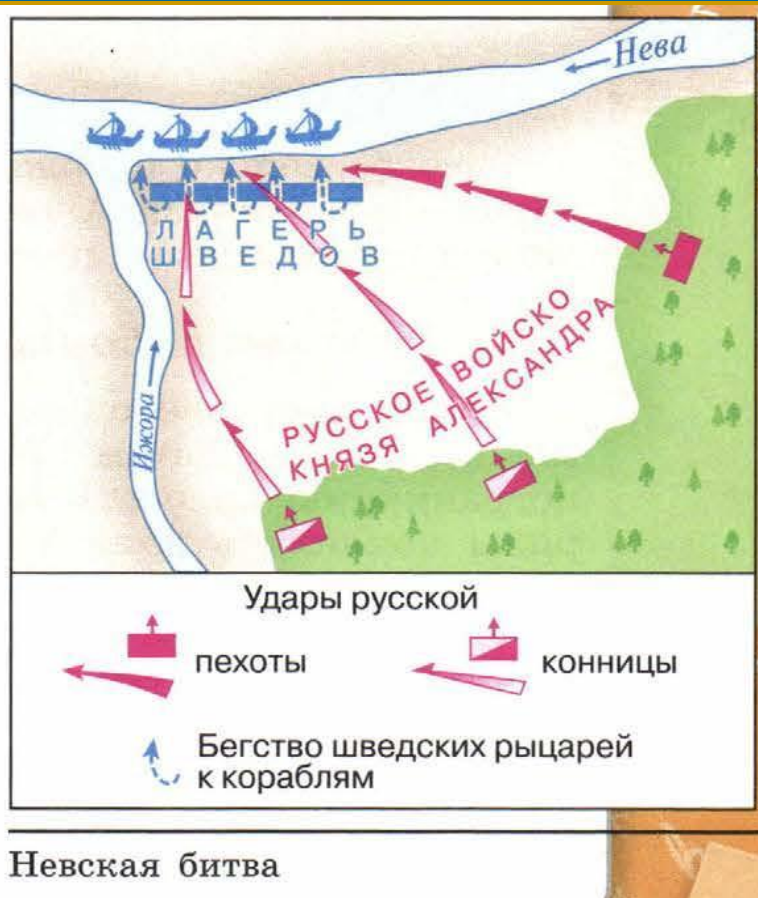 Нева
ЛАГЕРЬ
ШВЕДОВ
РУССКОЕ ВОЙСКО
КНЯЗЯ АЛЕКСАНДРА
Ижора
Удары русской
пехоты
конницы
Бегство шведских рыцарей
к кораблям
Невская битва